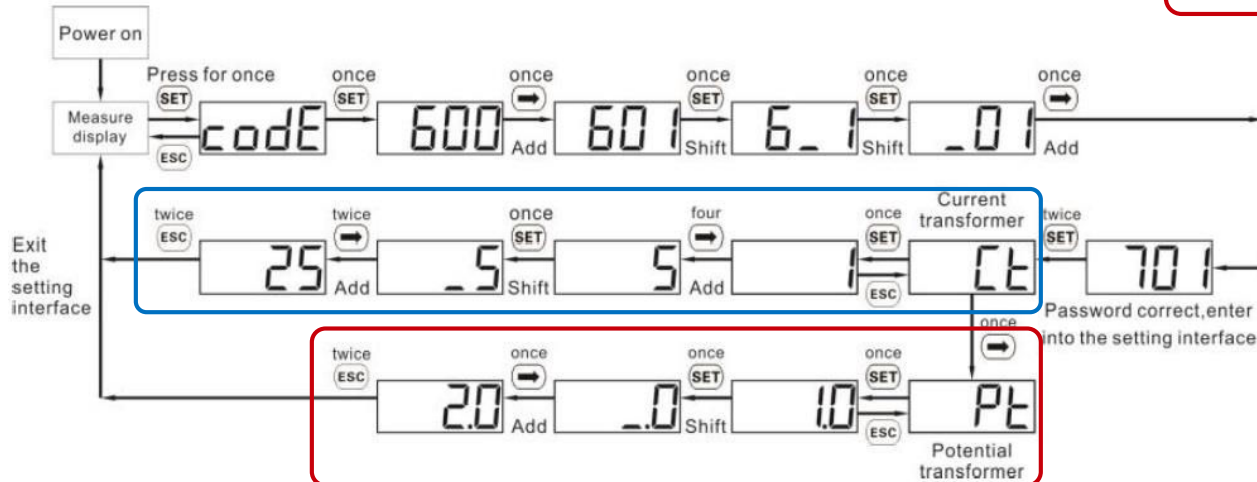 Power on
Press for once
once
once
once
once
once
SET
SET
➡
SET
SET
➡
Measure
display
codE
600
601
6_1
_01
ESC
Add
Shift
Shift
Add
Current
transformer
twice
twice
once
four
once
twice
ESC
➡
SET
➡
SET
SET
Exit
the
setting
interface
25
_5
5
1
Ct
701
Add
Shift
Add
ESC
Password correct,enter
into the setting interface
once
➡
twice
once
once
once
ESC
➡
SET
SET
2.0
_.0
1.0
Pt
Add
Shift
ESC
Potential
transformer